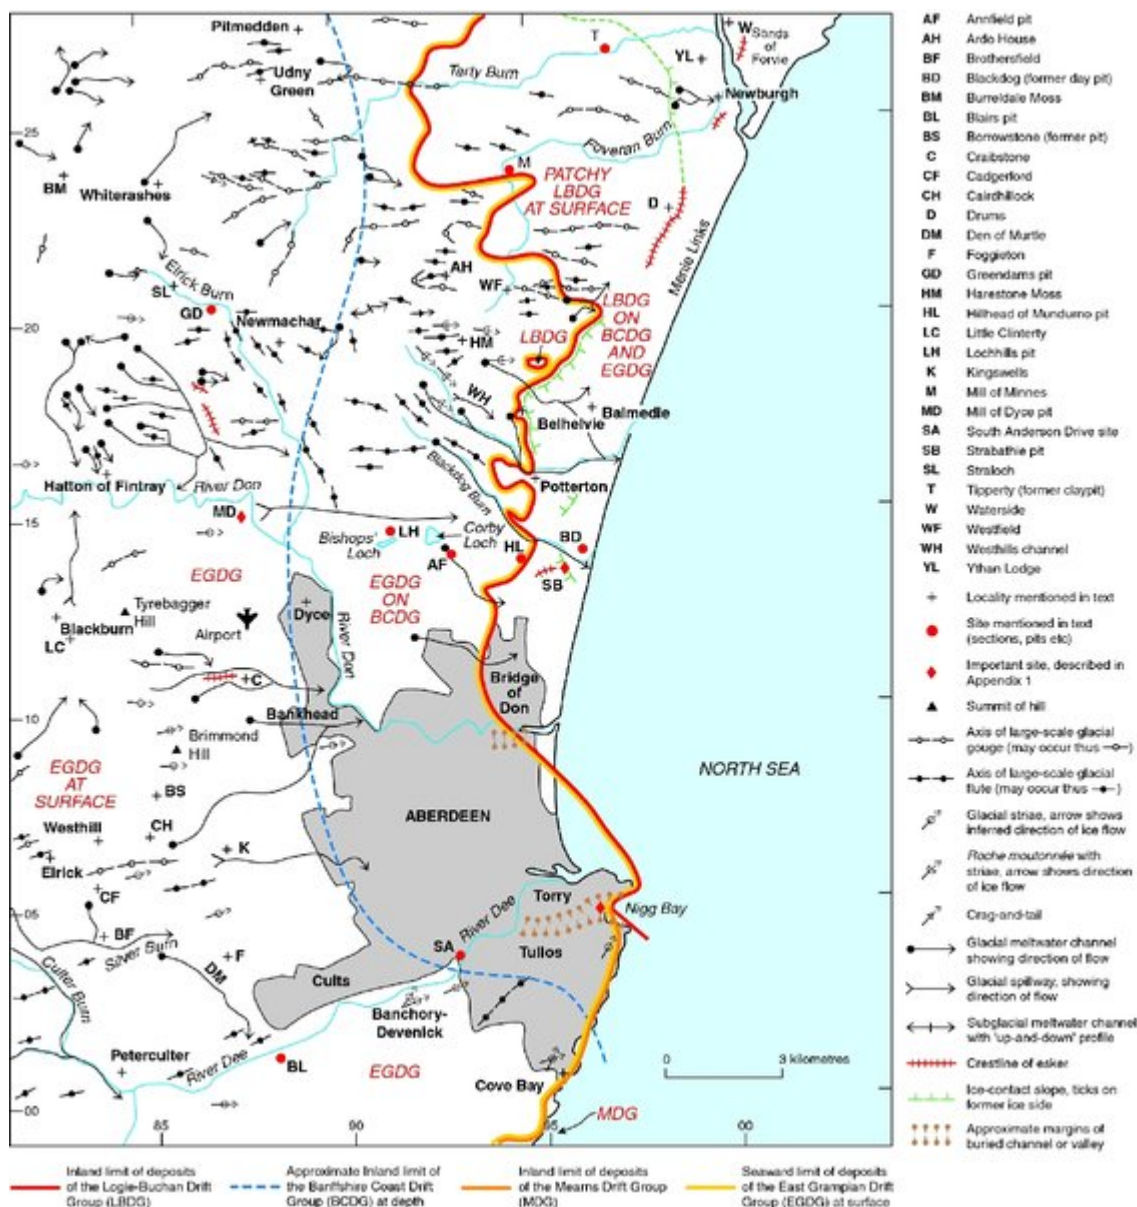 Pitmedden
Udny
Green
Tarty Burn
T
YL
W
Sands
of
Forvie
Newburgh
Foveran Burn
25
BM
Whiterashes
M
PATCHY
LBDG
AT SURFACE
D
Menie Links
Elrick Burn
SL
GD
Newmachar
AH
WF
20
HM
LBDG
LBDG
ON
BCDG
AND
EGDG
WH
Belhelvie
Balmedie
Hatton of Fintray
River Don
Blackdog Burn
Potterton
MD
15
Bishops'
Loch
LH
Corby
Loch
AF
HL
BD
SB
EGDG
EGDG
ON
BCDG
Tyrebagger
Hill
Blackburn
LC
Airport
Dyce
River Don
C
Bridge
of
Don
Bankhead
10
Brimmond
Hill
EGDG
AT
SURFACE
BS
Westhill
CH
K
Elrick
ABERDEEN
NORTH SEA
CF
BF
05
Silver Burn
F
DM
Culter Burn
Torry
Nigg Bay
River Dee
SA
Tullos
Cults
Banchory-
Devenick
Peterculter
River Dee
BL
EGDG
Cove Bay
MDG
0
3 kilometres
00
85
90
95
00
AF Annfield pit
AH Ardo House
BF Brothersfield
BD Blackdog (former day pit)
BM Burreldale Moss
BL Blairs pit
BS Borrowstone (former pit)
C Craibstone
CF Cadgerford
CH Cairdhillock
D Drums
DM Den of Murtle
F Foggieton
GD Greendams pit
HM Harestone Moss
HL Hillhead of Mundurno pit
LC Little Clinterty
LH Lochhills pit
K Kingswells
M Mill of Minnes
MD Mill of Dyce pit
SA South Anderson Drive site
SB Strabathie pit
SL Straloch
T Tipperty (former claypit)
W Waterside
WF Westfield
WH Westhills channel
YL Ythan Lodge
Locality mentioned in text
Site mentioned in text
(sections, pits etc)
Important site, described in
Appendix 1
Summit of hill
Axis of large-scale glacial
gouge (may occur thus )
Axis of large-scale glacial
flute (may occur thus )
Glacial striae, arrow shows
inferred direction of ice flow
Roche moutonnée with
striae, arrow shows direction
of ice flow
Crag-and-tail
Glacial meltwater channel
showing direction of flow
Glacial spillway, showing
direction of flow
Subglacial meltwater channel
with 'up-and-down' profile
Crestline of esker
Ice-contact slope, ticks on
former ice side
Approximate margins of
buried channel or valley
Inland limit of deposits
of the Logie-Buchan Drift
Group (LBDG)
Approximate Inland limit of
the Banffshire Coast Drift
Group (BCDG) at depth
Inland limit of deposits
of the Mearns Drift Group
(MDG)
Seaward limit of deposits
of the East Grampian Drift
Group (EGDG) at surface